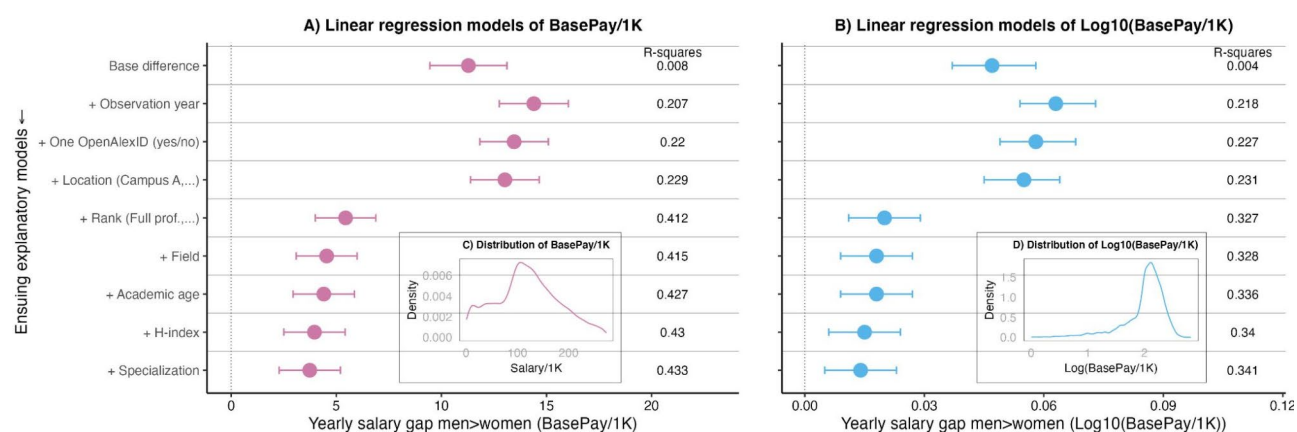 A) Linear regression models of BasePay/1K
B) Linear regression models of Log10(BasePay/1K)
Ensuing explanatory models ←
R-squares
Base difference
0.008
+ Observation year
0.207
+ One OpenAlexID (yes/no)
0.22
+ Location (Campus A,...)
0.229
+ Rank (Full prof.,...)
0.412
+ Field
0.415
+ Academic age
0.427
+ H-index
0.43
+ Specialization
0.433
C) Distribution of BasePay/1K
Density
0.006
0.004
0.002
0.000
0 100 200
Salary/1K
0 5 10 15 20
Yearly salary gap men>women (BasePay/1K)
R-squares
0.004
0.218
0.227
0.231
0.327
0.328
0.336
0.34
0.341
D) Distribution of Log10(BasePay/1K)
Density
1.5
1.0
0.5
0.0
0 2
Log(BasePay/1K)
0.00 0.03 0.06 0.09 0.12
Yearly salary gap men>women (Log10(BasePay/1K))